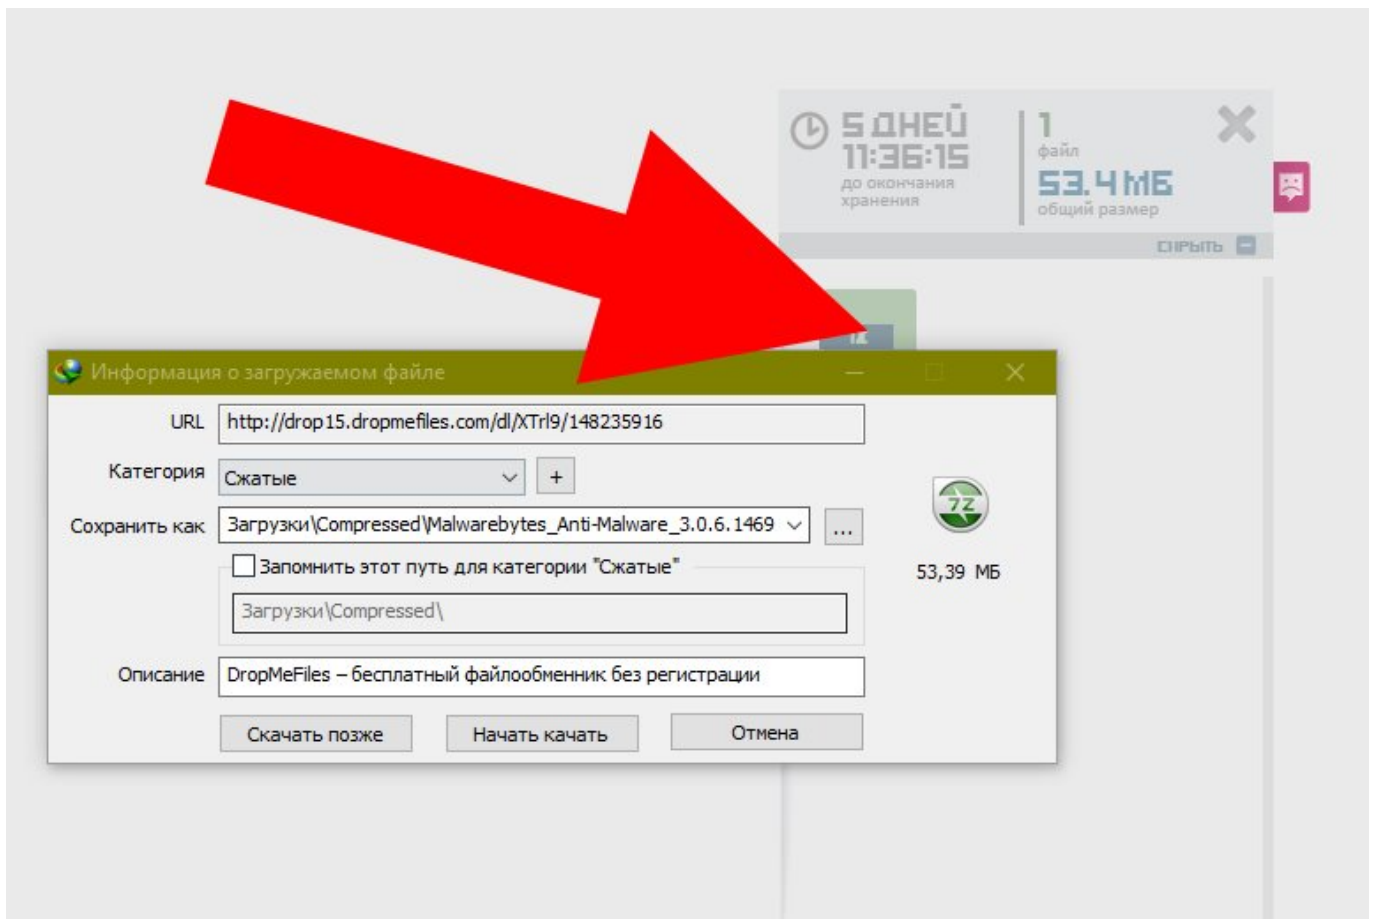 5 ДНЕЙ
11:36:15
до окончания
хранения
1
файл
53.4 МБ
общий размер
СКРЫТЬ
Информация о загружаемом файле
URL
http://drop15.dropmefiles.com/dl/XTrl9/148235916
Категория
Сжатые
+
Сохранить как
Загрузки\Compressed\Malwarebytes_Anti-Malware_3.0.6.1469
...
7Z
Запомнить этот путь для категории "Сжатые"
53,39 МБ
Загрузки\Compressed\
Описание
DropMeFiles – бесплатный файлообменник без регистрации
Скачать позже
Начать качать
Отмена